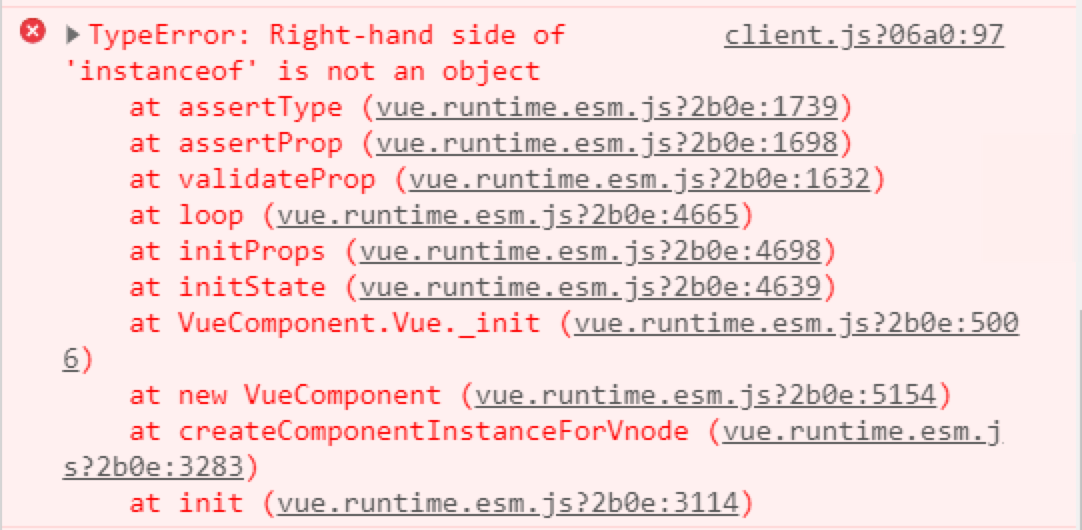 TypeError: Right-hand side of client.js?06a0:97
'instanceof' is not an object
at assertType (vue.runtime.esm.js?2b0e:1739)
at assertProp (vue.runtime.esm.js?2b0e:1698)
at validateProp (vue.runtime.esm.js?2b0e:1632)
at loop (vue.runtime.esm.js?2b0e:4665)
at initProps (vue.runtime.esm.js?2b0e:4698)
at initState (vue.runtime.esm.js?2b0e:4639)
at VueComponent.Vue._init (vue.runtime.esm.js?2b0e:500
6)
at new VueComponent (vue.runtime.esm.js?2b0e:5154)
at createComponentInstanceForVnode (vue.runtime.esm.j
s?2b0e:3283)
at init (vue.runtime.esm.js?2b0e:3114)